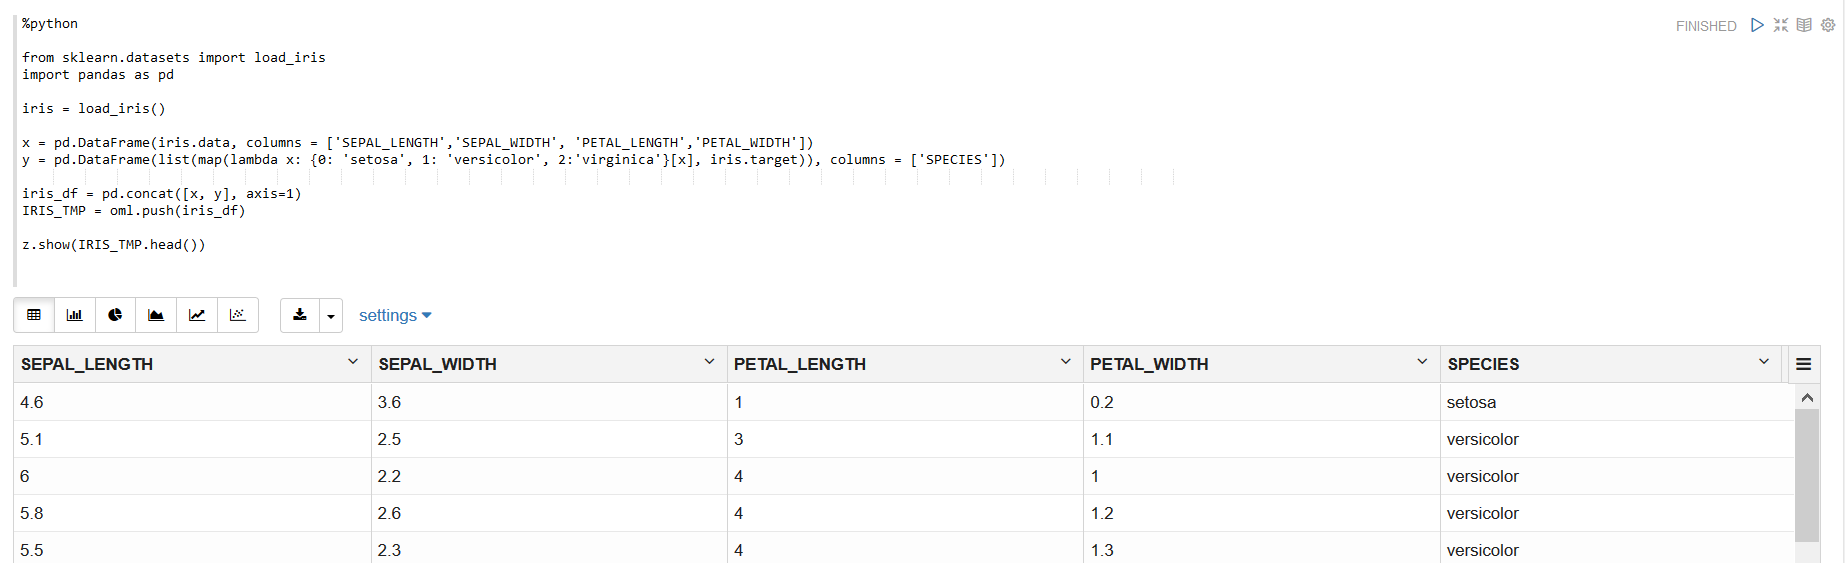 %python
FINISHED
from sklearn.datasets import load_iris
import pandas as pd
iris = load_iris()
x = pd.DataFrame(iris.data, columns = ['SEPAL_LENGTH','SEPAL_WIDTH', 'PETAL_LENGTH','PETAL_WIDTH'])
y = pd.DataFrame(list(map(lambda x: {0: 'setosa', 1: 'versicolor', 2:'virginica'}[x], iris.target)), columns = ['SPECIES'])
iris_df = pd.concat([x, y], axis=1)
IRIS_TMP = oml.push(iris_df)
z.show(IRIS_TMP.head())
settings
SEPAL_LENGTH SEPAL_WIDTH PETAL_LENGTH PETAL_WIDTH SPECIES
4.6 3.6 1 0.2 setosa
5.1 2.5 3 1.1 versicolor
6 2.2 4 1 versicolor
5.8 2.6 4 1.2 versicolor
5.5 2.3 4 1.3 versicolor